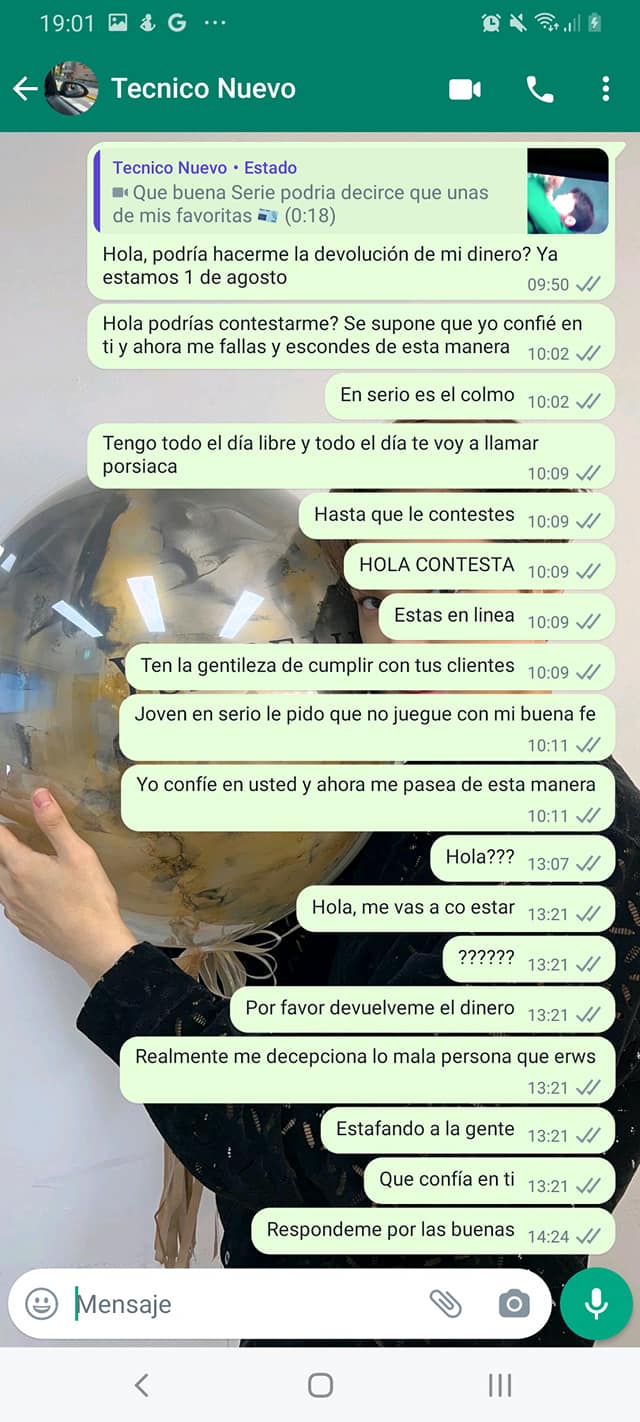 19:01
Tecnico Nuevo
Tecnico Nuevo • Estado
Que buena Serie podria decirce que unas
de mis favoritas (0:18)
Hola, podría hacerme la devolución de mi dinero? Ya
estamos 1 de agosto
09:50
Hola podrías contestarme? Se supone que yo confié en
ti y ahora me fallas y escondes de esta manera
10:02
En serio es el colmo 10:02
Tengo todo el día libre y todo el día te voy a llamar
porsiaca
10:09
Hasta que le contestes 10:09
HOLA CONTESTA 10:09
Estas en linea 10:09
Ten la gentileza de cumplir con tus clientes 10:09
Joven en serio le pido que no juegue con mi buena fe
10:11
Yo confíe en usted y ahora me pasea de esta manera
10:11
Hola??? 13:07
Hola, me vas a co estar 13:21
?????? 13:21
Por favor devuelveme el dinero 13:21
Realmente me decepciona lo mala persona que erws
13:21
Estafando a la gente 13:21
Que confía en ti 13:21
Respondeme por las buenas 14:24
Mensaje